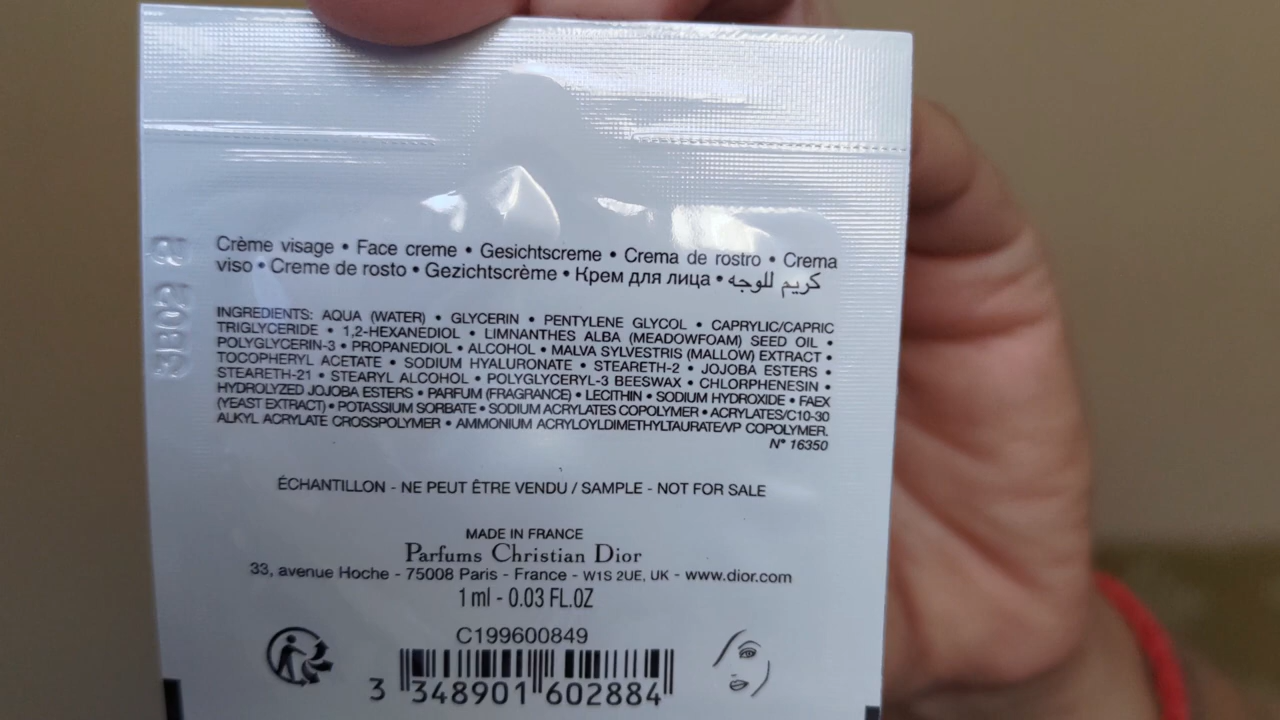 Crème visage • Face creme • Gesichtscreme • Crema de rostro • Crema
viso • Creme de rosto • Gezichtscrème • Крем для лица • كريم للوجه
INGREDIENTS: AQUA (WATER) • GLYCERIN • PENTYLENE GLYCOL • CAPRYLIC/CAPRIC
TRIGLYCERIDE • 1,2-HEXANEDIOL • LIMNANTHES ALBA (MEADOWFOAM) SEED OIL •
POLYGLYCERIN-3 • PROPANEDIOL • ALCOHOL • MALVA SYLVESTRIS (MALLOW) EXTRACT •
TOCOPHERYL ACETATE • SODIUM HYALURONATE • STEARETH-2 • JOJOBA ESTERS •
STEARETH-21 • STEARYL ALCOHOL • POLYGLYCERYL-3 BEESWAX • CHLORPHENESIN •
HYDROLYZED JOJOBA ESTERS • PARFUM (FRAGRANCE) • LECITHIN • SODIUM HYDROXIDE • FAEX
(YEAST EXTRACT) • POTASSIUM SORBATE • SODIUM ACRYLATES COPOLYMER • ACRYLATES/C10-30
ALKYL ACRYLATE CROSSPOLYMER • AMMONIUM ACRYLOYLDIMETHYLTAURATE/VP COPOLYMER.
N° 16350
ÉCHANTILLON - NE PEUT ÊTRE VENDU / SAMPLE - NOT FOR SALE
MADE IN FRANCE
Parfums Christian Dior
33, avenue Hoche - 75008 Paris - France - W1S 2UE, UK - www.dior.com
1 ml - 0.03 FL.OZ
C199600849
3 348901 602884